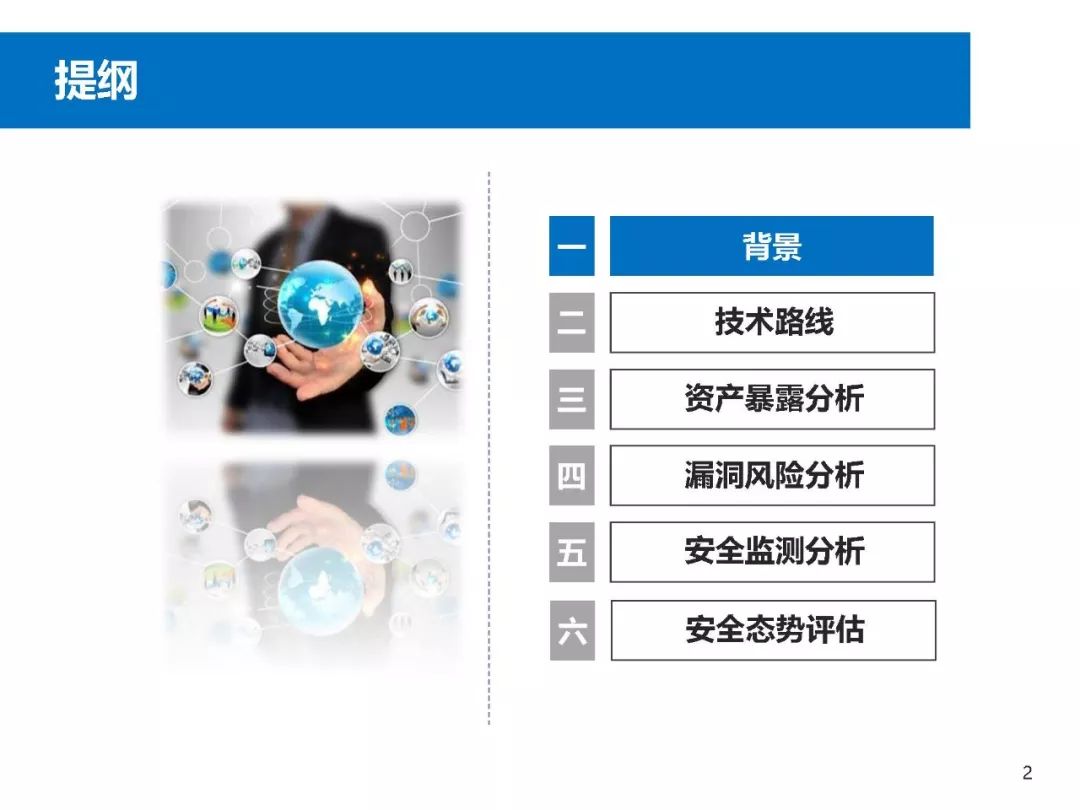 提纲
一 背景
二 技术路线
三 资产暴露分析
四 漏洞风险分析
五 安全监测分析
六 安全态势评估
2